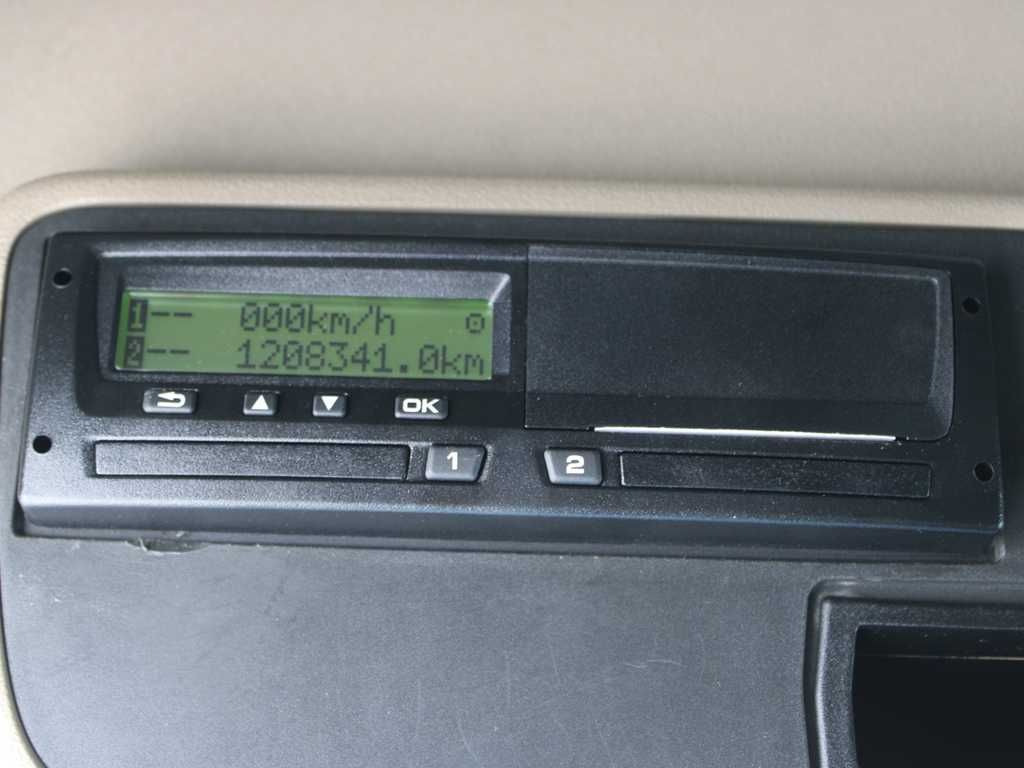 1-- 000km/h
2-- 1208341.0km
▲ ▼ OK
1 2